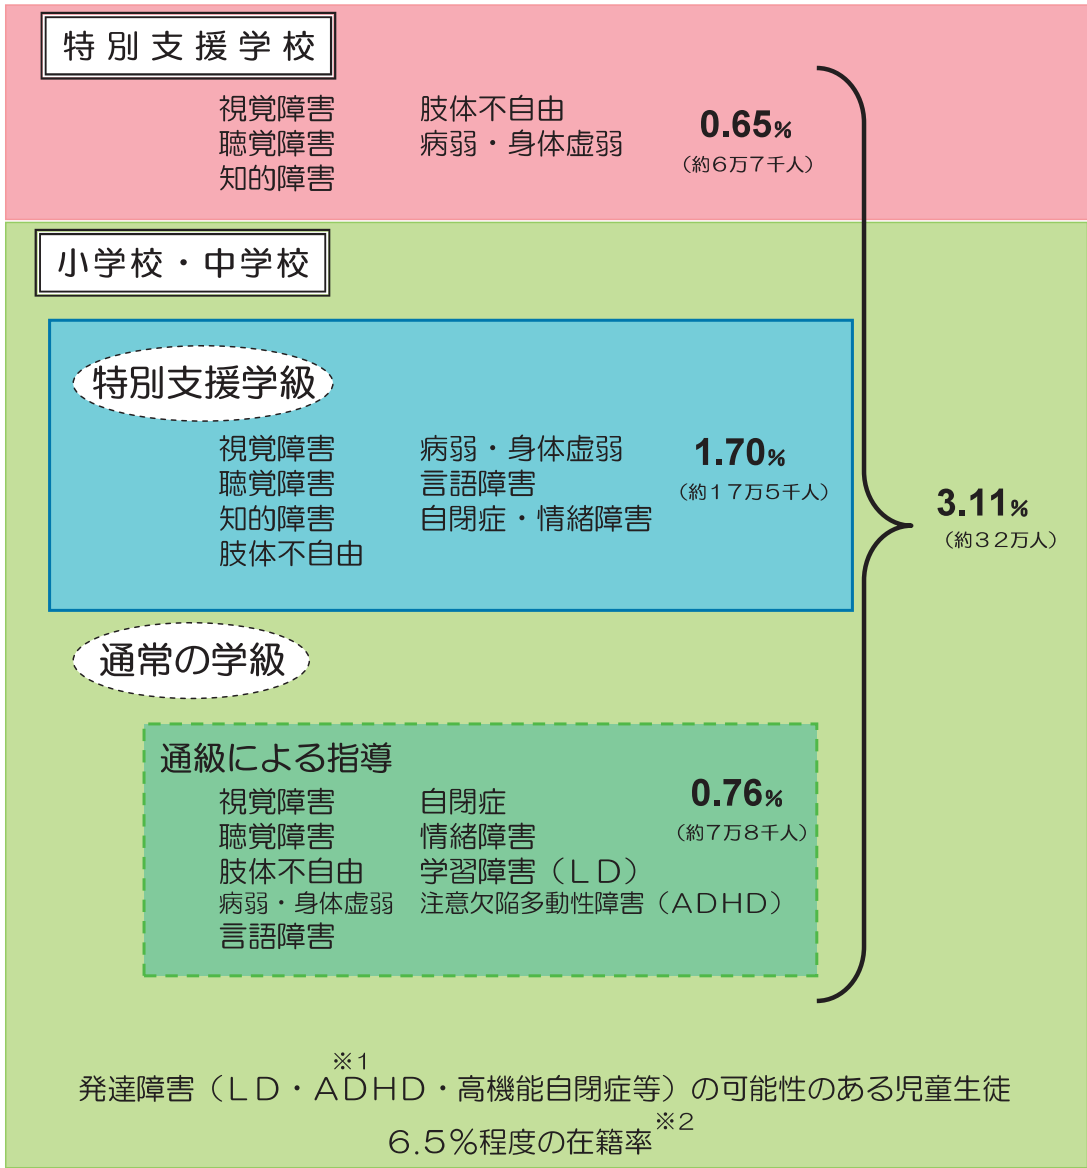 特別支援学校
視覚障害 肢体不自由
聴覚障害 病弱・身体虚弱
知的障害
0.65%
（約６万７千人）
小学校・中学校
特別支援学級
視覚障害 病弱・身体虚弱
聴覚障害 言語障害
知的障害 自閉症・情緒障害
肢体不自由
1.70%
（約１７万５千人）
3.11%
（約３２万人）
通常の学級
通級による指導
視覚障害 自閉症
聴覚障害 情緒障害
肢体不自由 学習障害（ＬＤ）
病弱・身体虚弱 注意欠陥多動性障害（ＡＤＨＤ）
言語障害
0.76%
（約７万８千人）
※1
発達障害（ＬＤ・ＡＤＨＤ・高機能自閉症等）の可能性のある児童生徒
6.5％程度の在籍率※2